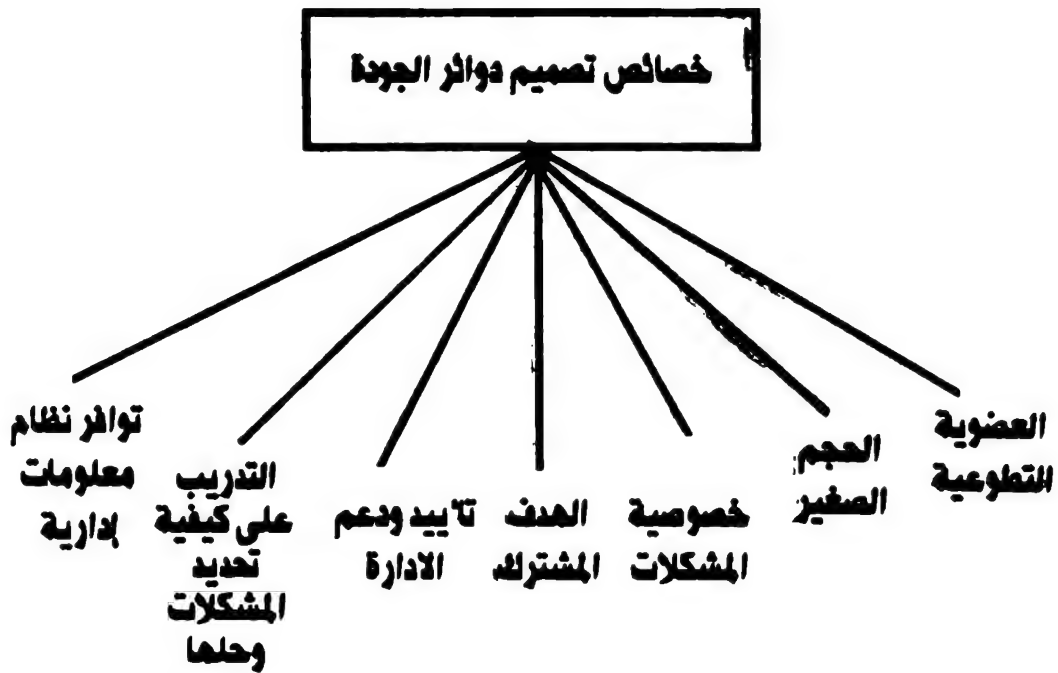 خصائص تصميم دوائر الجودة
العضوية
التطوعية
الحجم
الصغير
خصوصية
المشكلات
الهدف
المشترك
تأييد ودعم
الادارة
التدريب
على كيفية
تحديد
المشكلات
وحلها
توافر نظام
معلومات
إدارية